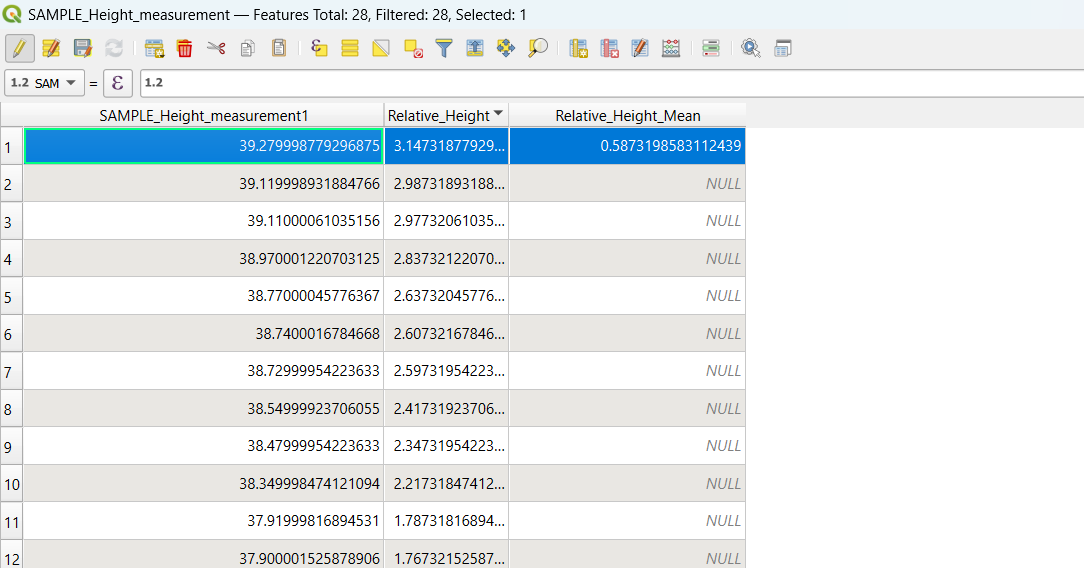 SAMPLE_Height_measurement — Features Total: 28, Filtered: 28, Selected: 1
1.2 SAM = ε 1.2
SAMPLE_Height_measurement1 Relative_Height Relative_Height_Mean
1 39.279998779296875 3.14731877929... 0.5873198583112439
2 39.119998931884766 2.98731893188... NULL
3 39.11000061035156 2.97732061035... NULL
4 38.970001220703125 2.83732122070... NULL
5 38.77000045776367 2.63732045776... NULL
6 38.7400016784668 2.60732167846... NULL
7 38.72999954223633 2.59731954223... NULL
8 38.54999923706055 2.41731923706... NULL
9 38.47999954223633 2.34731954223... NULL
10 38.349998474121094 2.21731847412... NULL
11 37.91999816894531 1.78731816894... NULL
12 37.900001525878906 1.76732152587... NULL